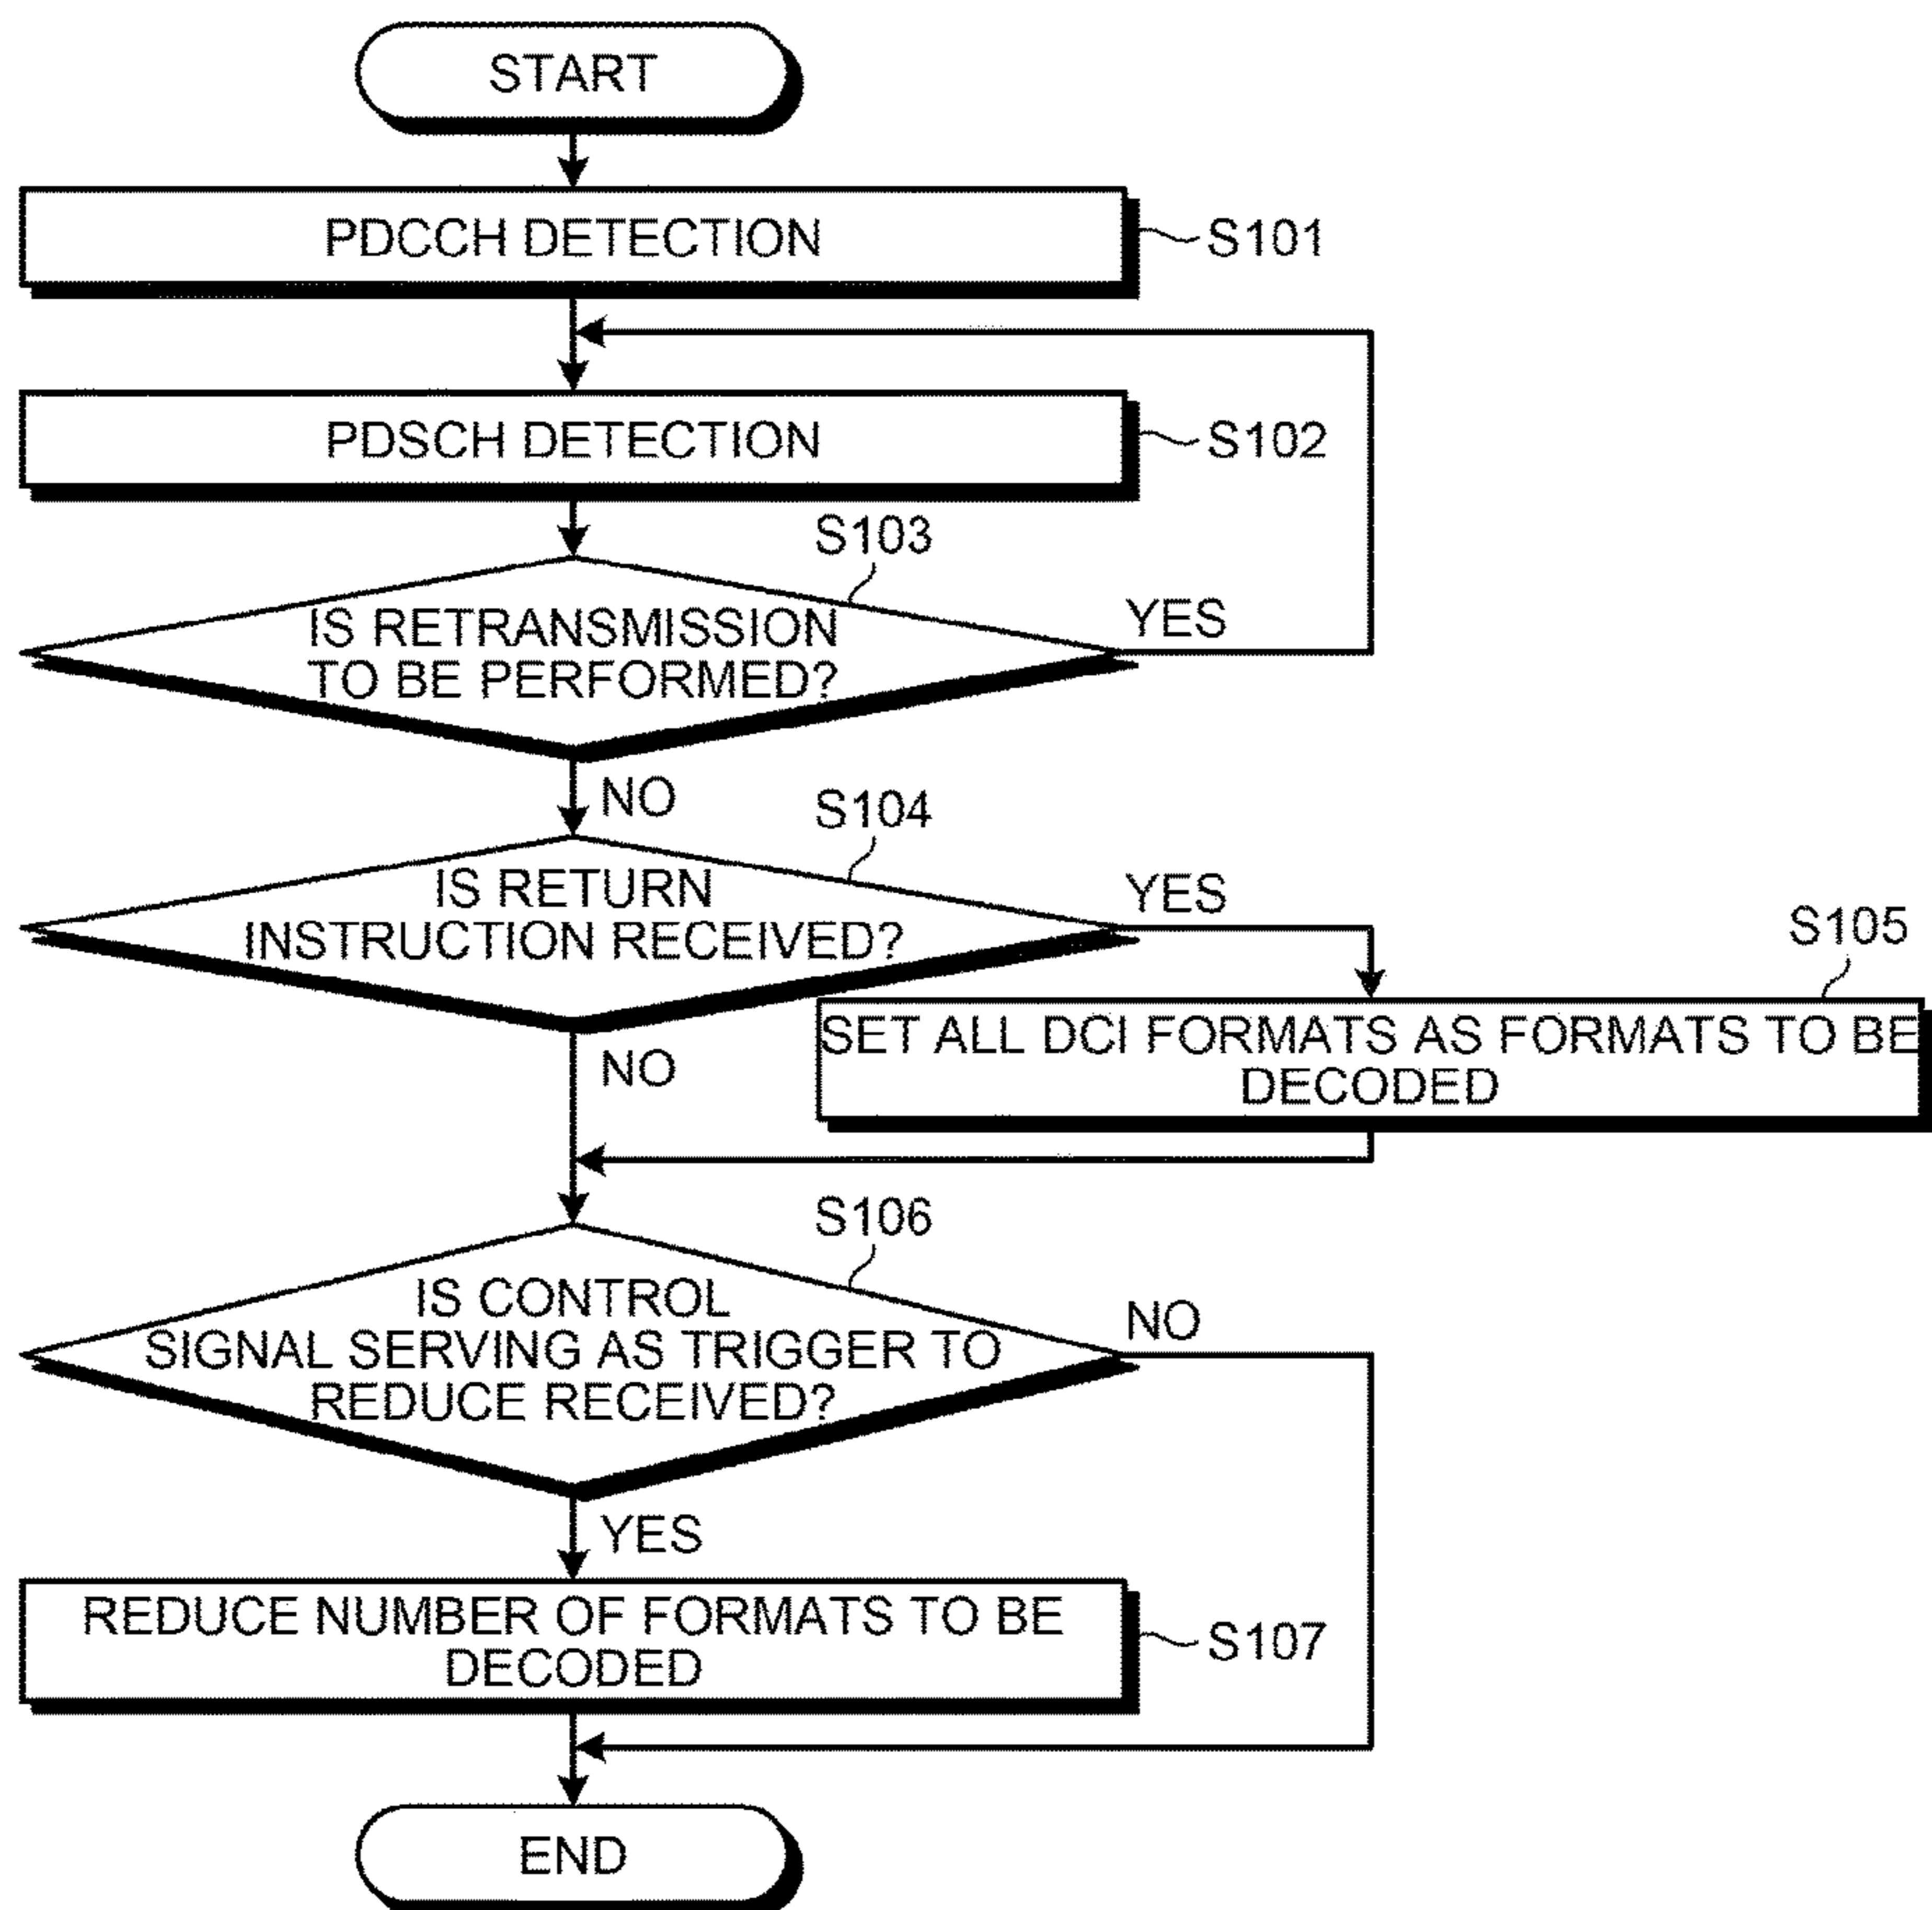 START
PDCCH DETECTION
S101
PDSCH DETECTION
S102
S103
IS RETRANSMISSION
TO BE PERFORMED?
YES
NO
S104
IS RETURN
INSTRUCTION RECEIVED?
YES
S105
SET ALL DCI FORMATS AS FORMATS TO BE
DECODED
NO
S106
IS CONTROL
SIGNAL SERVING AS TRIGGER TO
REDUCE RECEIVED?
NO
YES
REDUCE NUMBER OF FORMATS TO BE
DECODED
S107
END